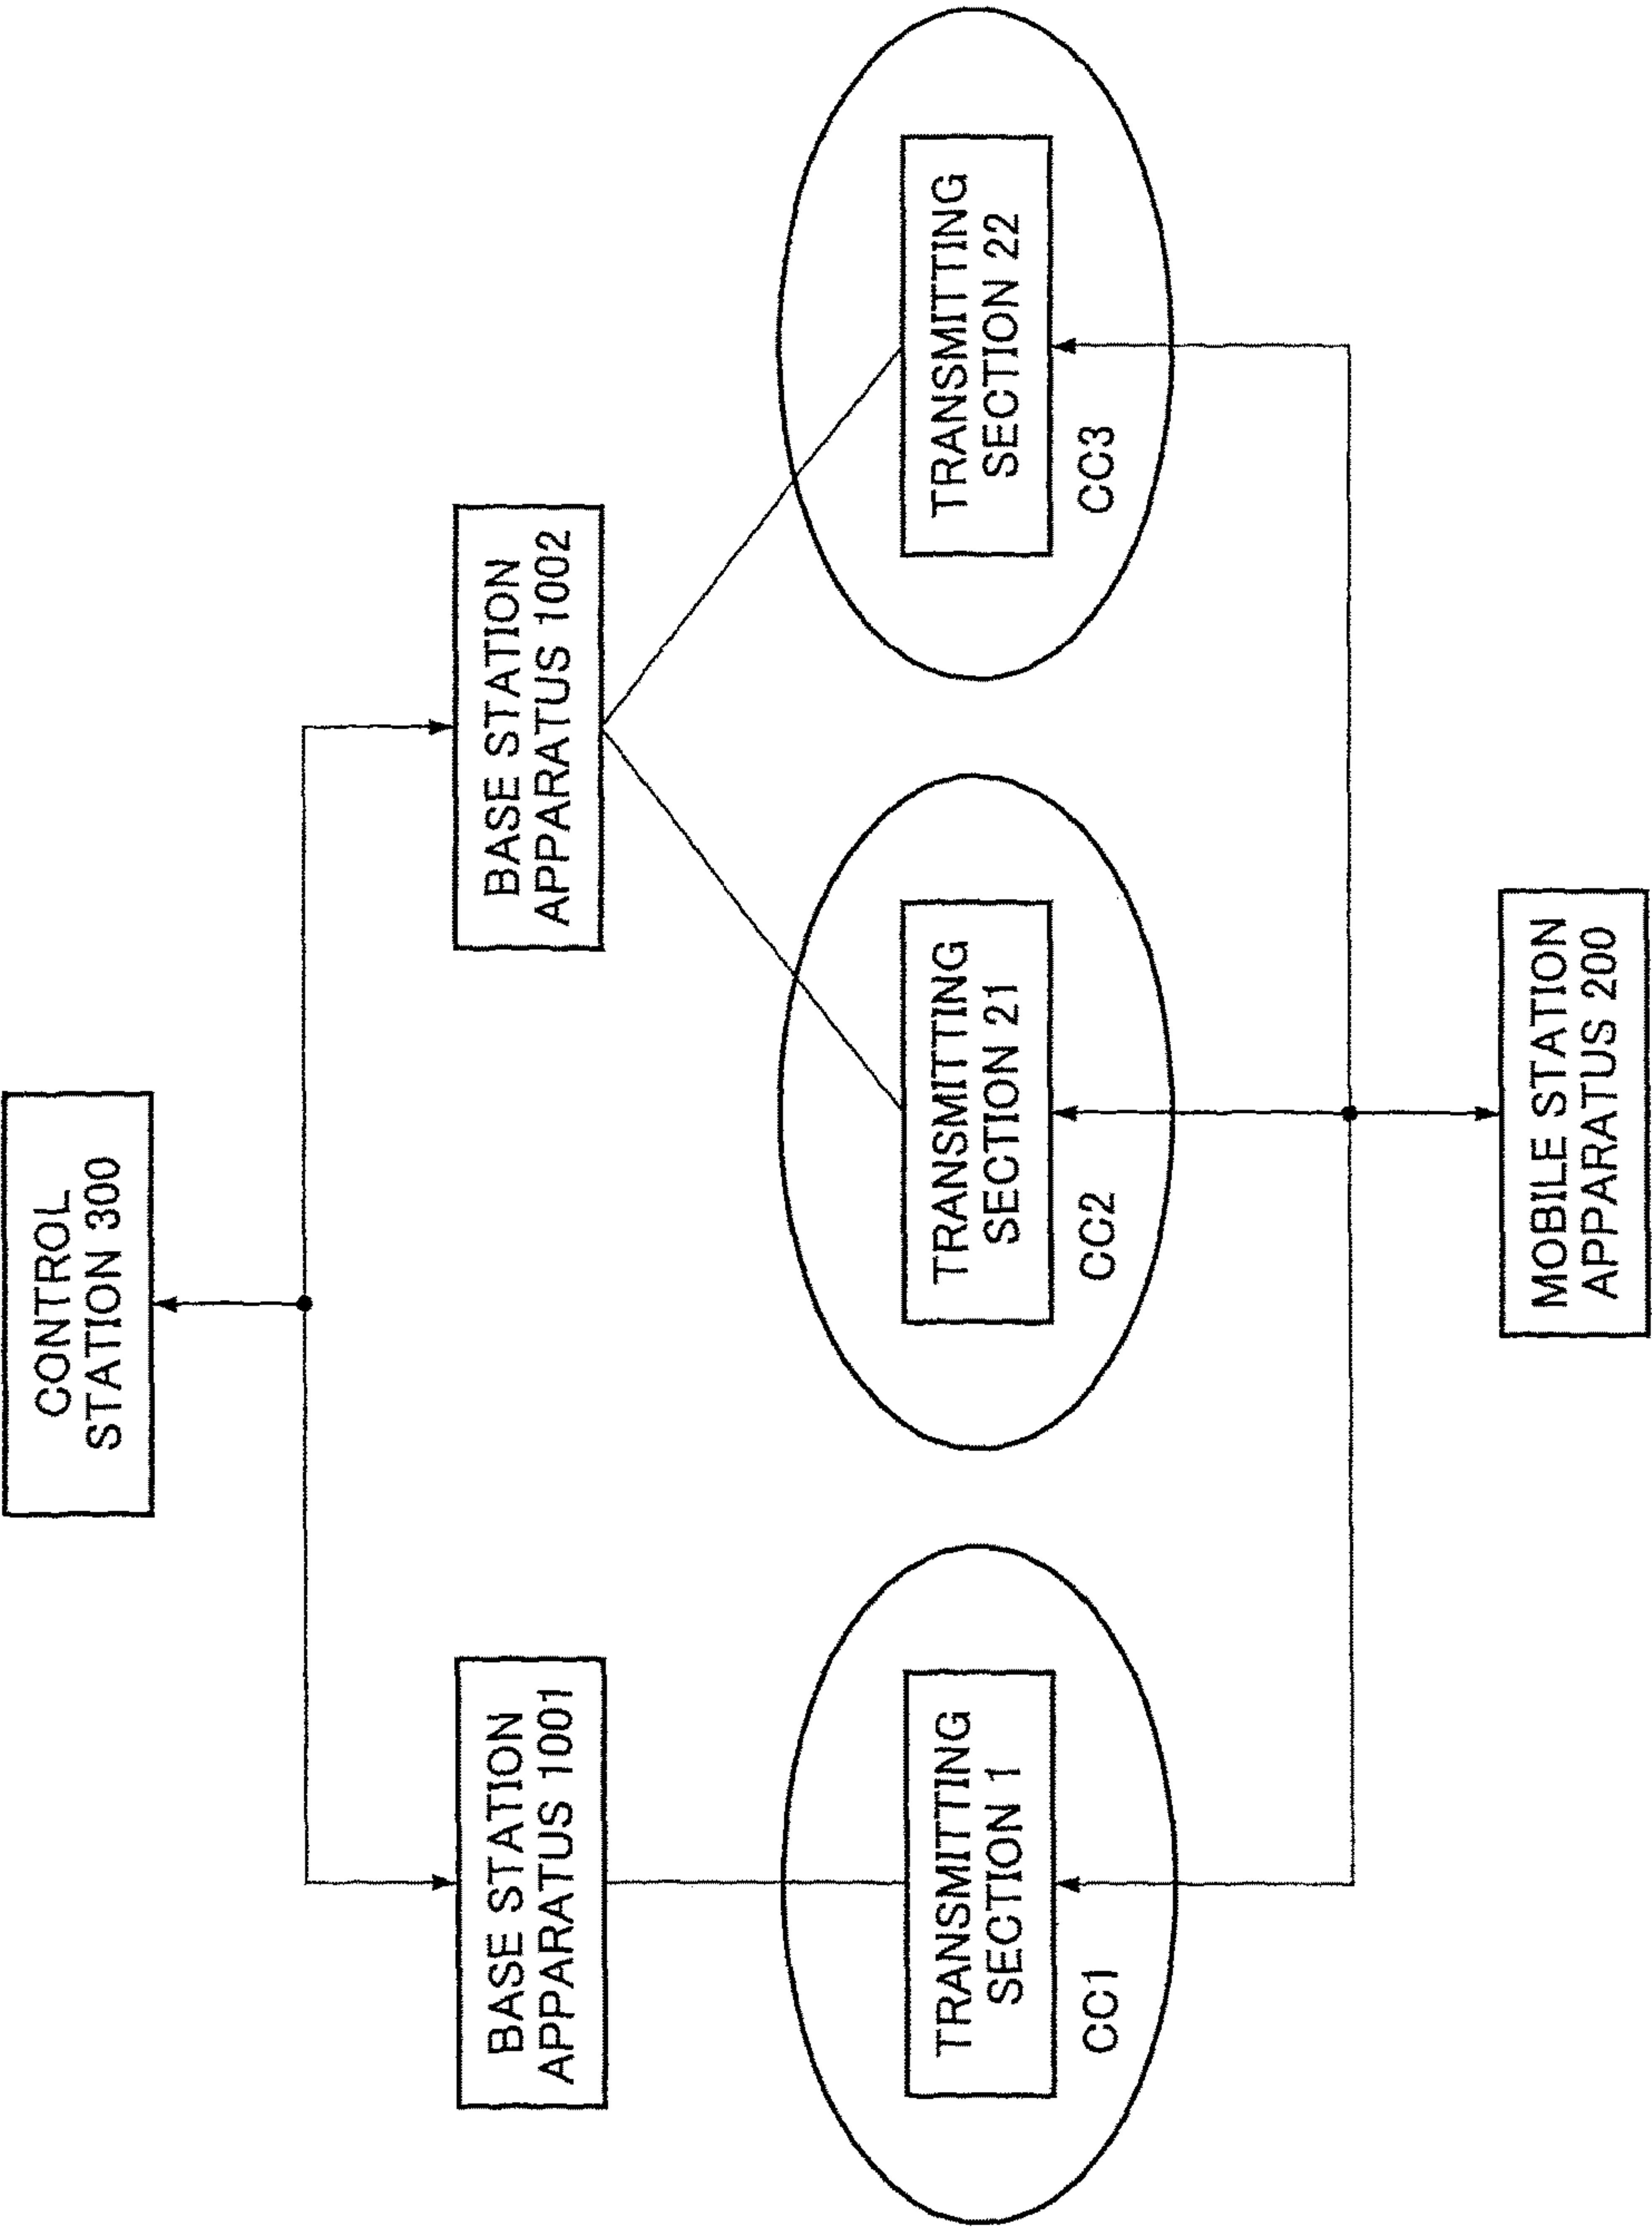 CONTROL
STATION 300
BASE STATION
APPARATUS 1001
BASE STATION
APPARATUS 1002
TRANSMITTING
SECTION 1
CC1
TRANSMITTING
SECTION 21
CC2
TRANSMITTING
SECTION 22
CC3
MOBILE STATION
APPARATUS 200